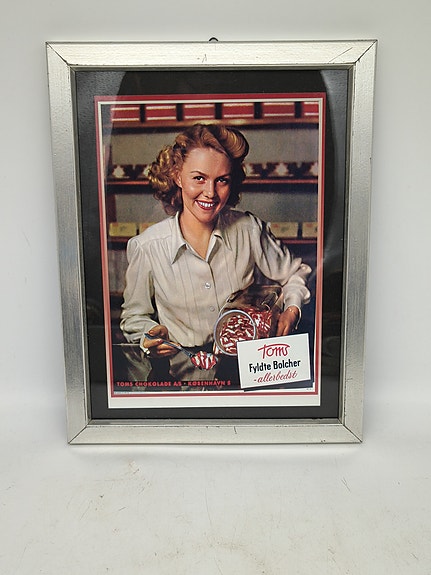 Toms
Fyldte Bolcher
- allerbedst
TOMS CHOKOLADE A/S • KØBENHAVN S